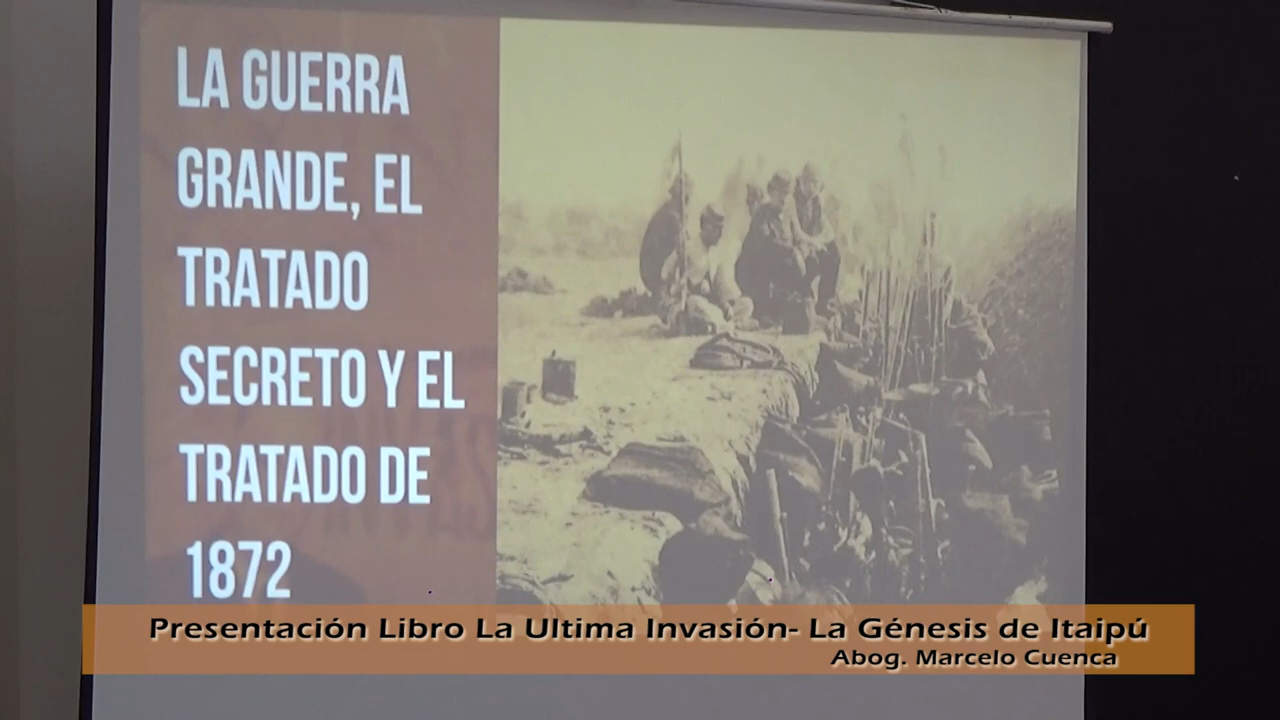 LA GUERRA
GRANDE, EL
TRATADO
SECRETO Y EL
TRATADO DE
1872
Presentación Libro La Ultima Invasión- La Génesis de Itaipú
Abog. Marcelo Cuenca